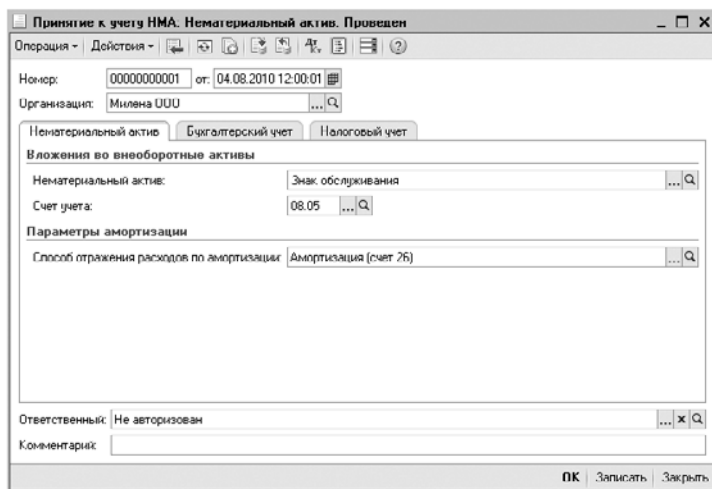 Принятие к учету НМА: Нематериальный актив. Проведен
Операция Действия
Номер: 00000000001 от: 04.08.2010 12:00:01
Организация: Милена ООО
Нематериальный актив Бухгалтерский учет Налоговый учет
Вложения во внеоборотные активы
Нематериальный актив: Знак обслуживания
Счет учета: 08.05
Параметры амортизации
Способ отражения расходов по амортизации: Амортизация (счет 26)
Ответственный: Не авторизован
Комментарий:
OK Записать Закрыть